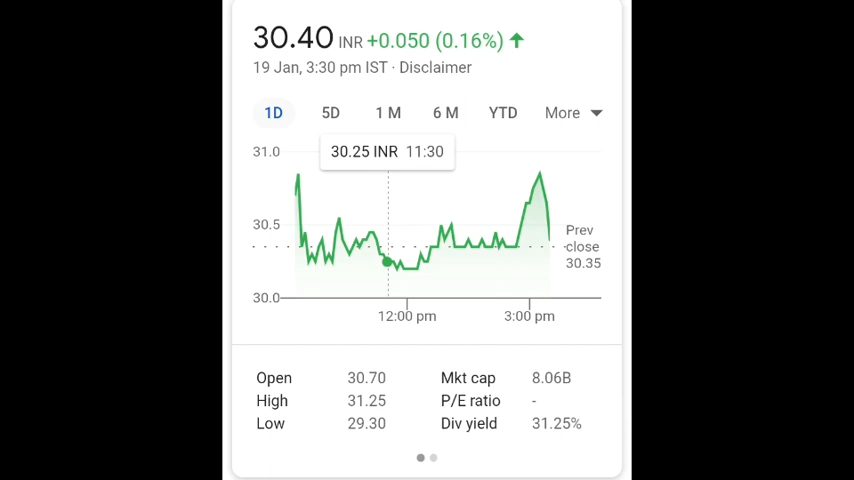 30.40 INR +0.050 (0.16%)
19 Jan, 3:30 pm IST · Disclaimer
1D 5D 1 M 6 M YTD More
30.25 INR 11:30
31.0
30.5
30.0
Prev
close
30.35
12:00 pm 3:00 pm
Open 30.70 Mkt cap 8.06B
High 31.25 P/E ratio -
Low 29.30 Div yield 31.25%